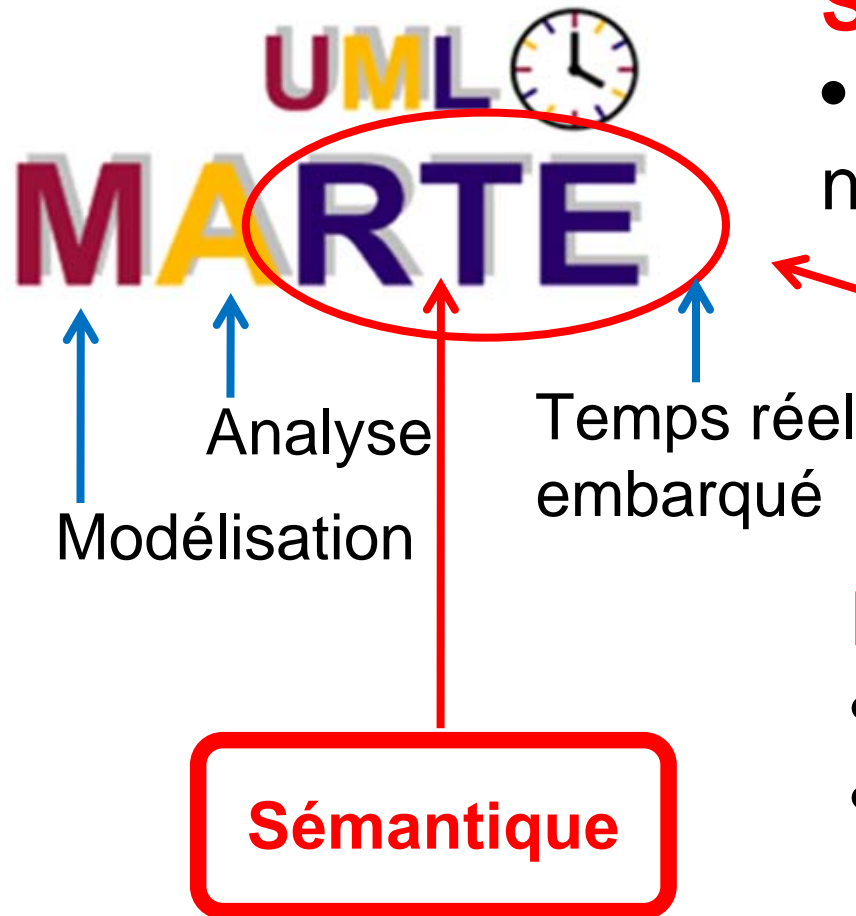 UML
MARTE
Analyse
Temps réel
embarqué
Modélisation
Sémantique